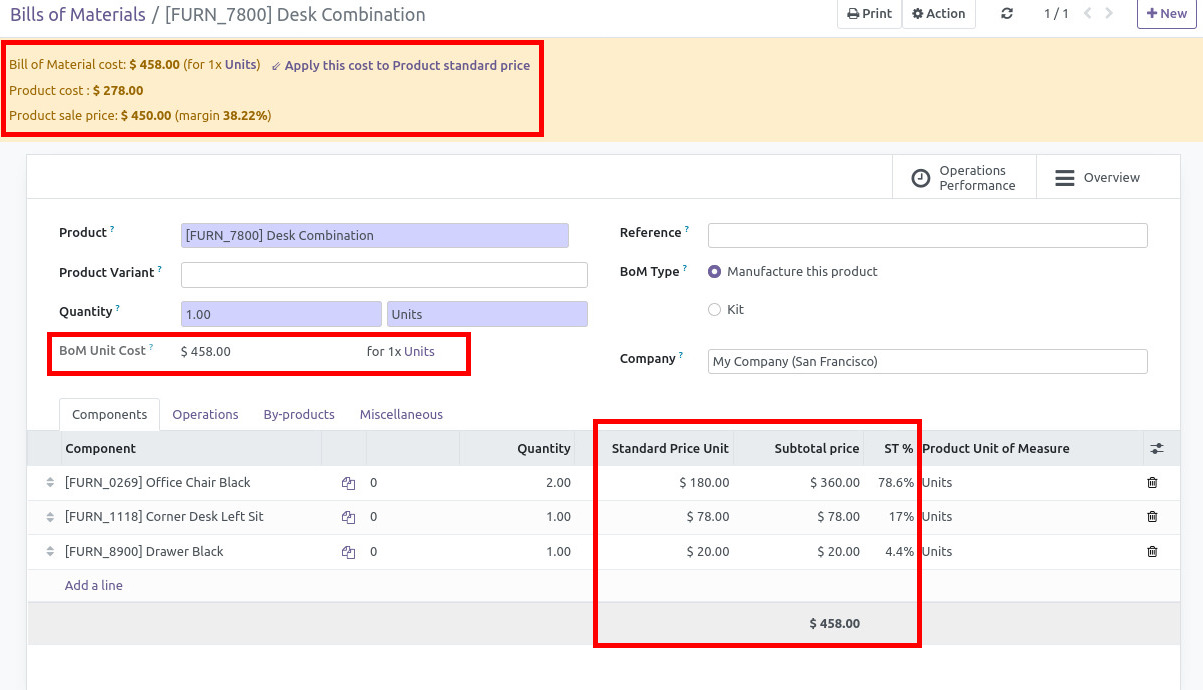 Bills of Materials / [FURN_7800] Desk Combination
Print
Action
1 / 1
+ New
Bill of Material cost: $ 458.00 (for 1x Units) Apply this cost to Product standard price
Product cost : $ 278.00
Product sale price: $ 450.00 (margin 38.22%)
Operations Performance
Overview
Product ?
[FURN_7800] Desk Combination
Reference ?
Product Variant ?
BoM Type ?
Manufacture this product
Quantity ?
1.00
Units
Kit
BoM Unit Cost ?
$ 458.00
for 1x Units
Company ?
My Company (San Francisco)
Components Operations By-products Miscellaneous
Component Quantity Standard Price Unit Subtotal price ST % Product Unit of Measure
[FURN_0269] Office Chair Black 0 2.00 $ 180.00 $ 360.00 78.6% Units
[FURN_1118] Corner Desk Left Sit 0 1.00 $ 78.00 $ 78.00 17% Units
[FURN_8900] Drawer Black 0 1.00 $ 20.00 $ 20.00 4.4% Units
Add a line
$ 458.00